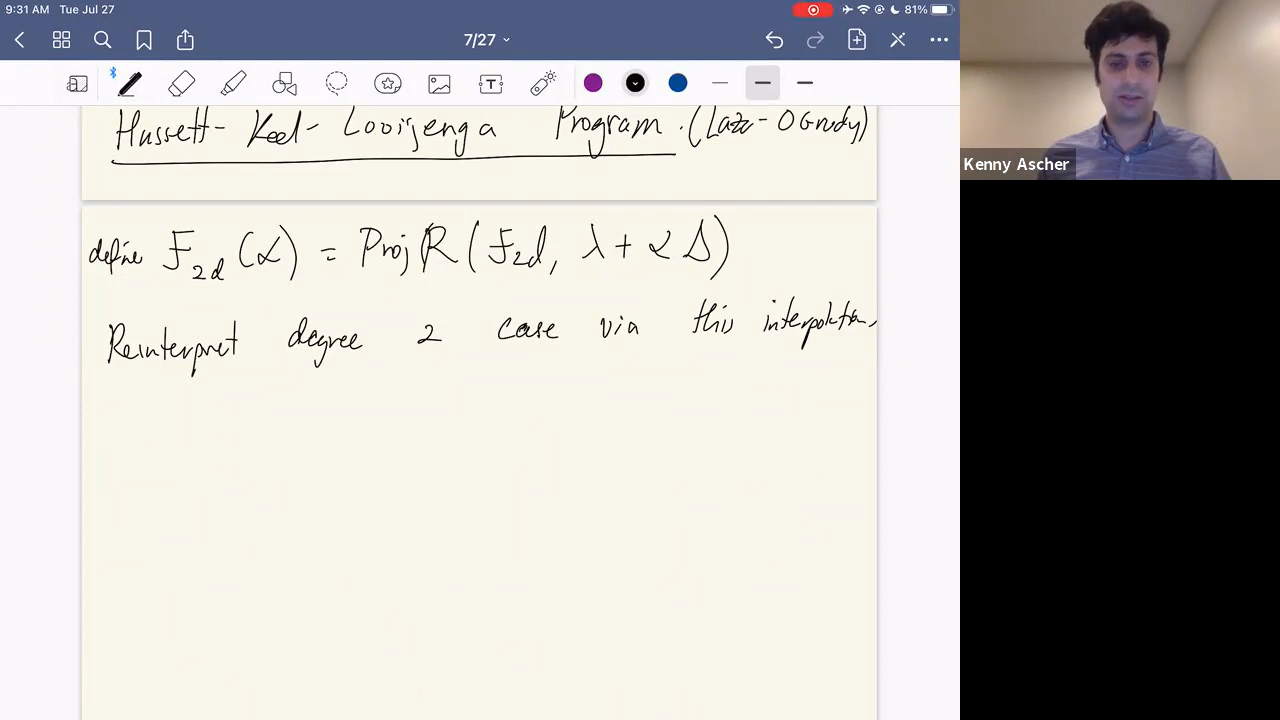 9:31 AM Tue Jul 27
81%
7/27
Hassett - Keel - Looijenga Program. (Laza - O'Grady)
define F_2d (α) = Proj R (F_2d, λ + α Δ)
Reinterpret degree 2 case via this interpolation.
Kenny Ascher